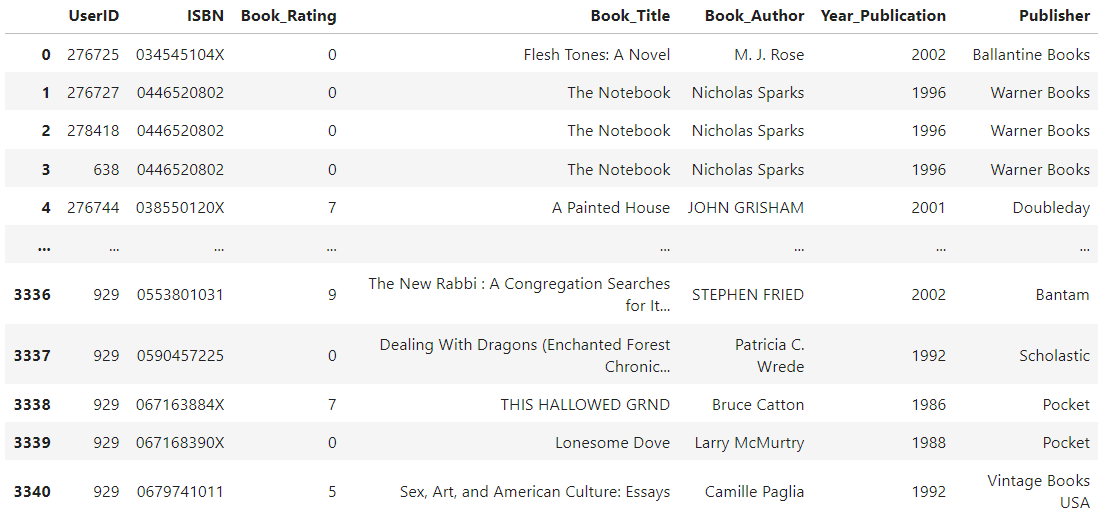 UserID ISBN Book_Rating Book_Title Book_Author Year_Publication Publisher
0 276725 034545104X 0 Flesh Tones: A Novel M. J. Rose 2002 Ballantine Books
1 276727 0446520802 0 The Notebook Nicholas Sparks 1996 Warner Books
2 278418 0446520802 0 The Notebook Nicholas Sparks 1996 Warner Books
3 638 0446520802 0 The Notebook Nicholas Sparks 1996 Warner Books
4 276744 038550120X 7 A Painted House JOHN GRISHAM 2001 Doubleday
... ... ... ... ... ... ... ...
3336 929 0553801031 9 The New Rabbi : A Congregation Searches
for It... STEPHEN FRIED 2002 Bantam
3337 929 0590457225 0 Dealing With Dragons (Enchanted Forest
Chronic... Patricia C.
Wrede 1992 Scholastic
3338 929 067163884X 7 THIS HALLOWED GRND Bruce Catton 1986 Pocket
3339 929 067168390X 0 Lonesome Dove Larry McMurtry 1988 Pocket
3340 929 0679741011 5 Sex, Art, and American Culture: Essays Camille Paglia 1992 Vintage Books
USA